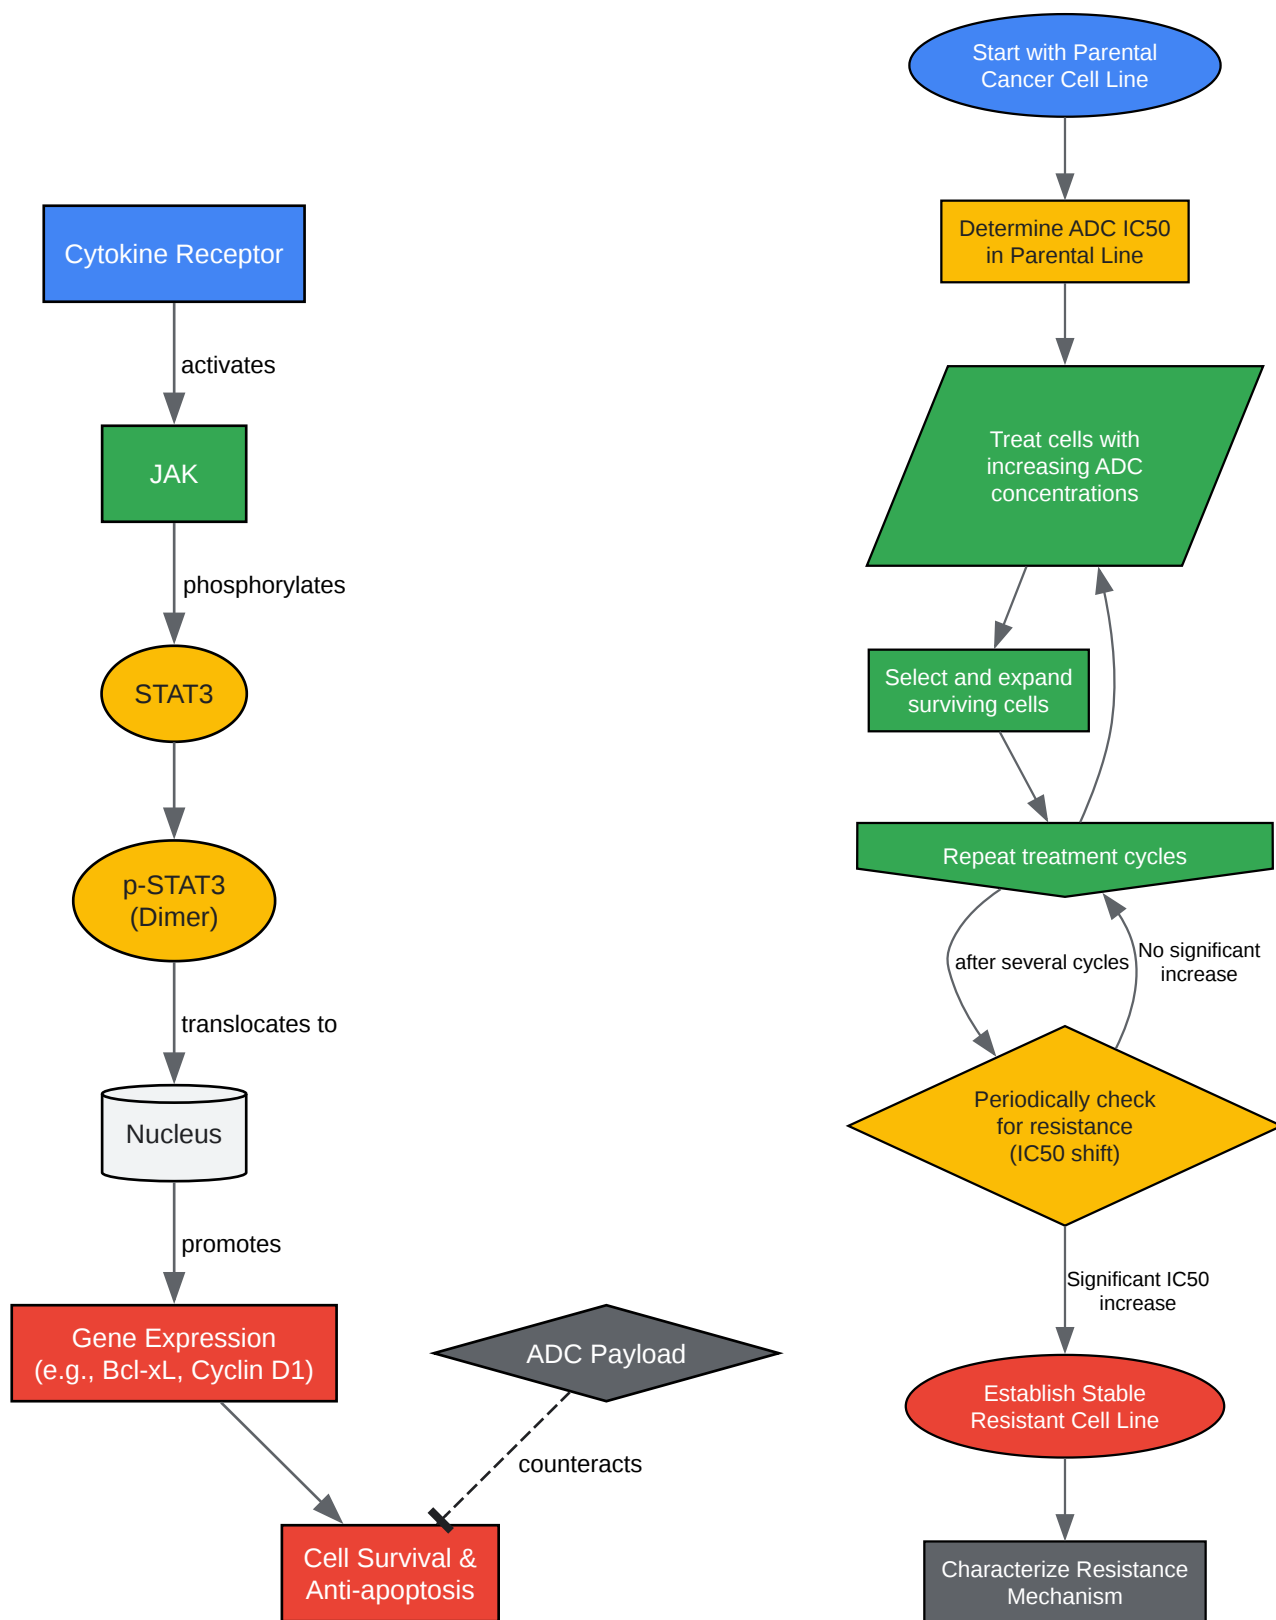 Cytokine Receptor
activates
JAK
phosphorylates
STAT3
p-STAT3
(Dimer)
translocates to
Nucleus
promotes
Gene Expression
(e.g., Bcl-xL, Cyclin D1)
ADC Payload
counteracts
Cell Survival &
Anti-apoptosis
Start with Parental
Cancer Cell Line
Determine ADC IC50
in Parental Line
Treat cells with
increasing ADC
concentrations
Select and expand
surviving cells
Repeat treatment cycles
after several cycles
No significant
increase
Periodically check
for resistance
(IC50 shift)
Significant IC50
increase
Establish Stable
Resistant Cell Line
Characterize Resistance
Mechanism